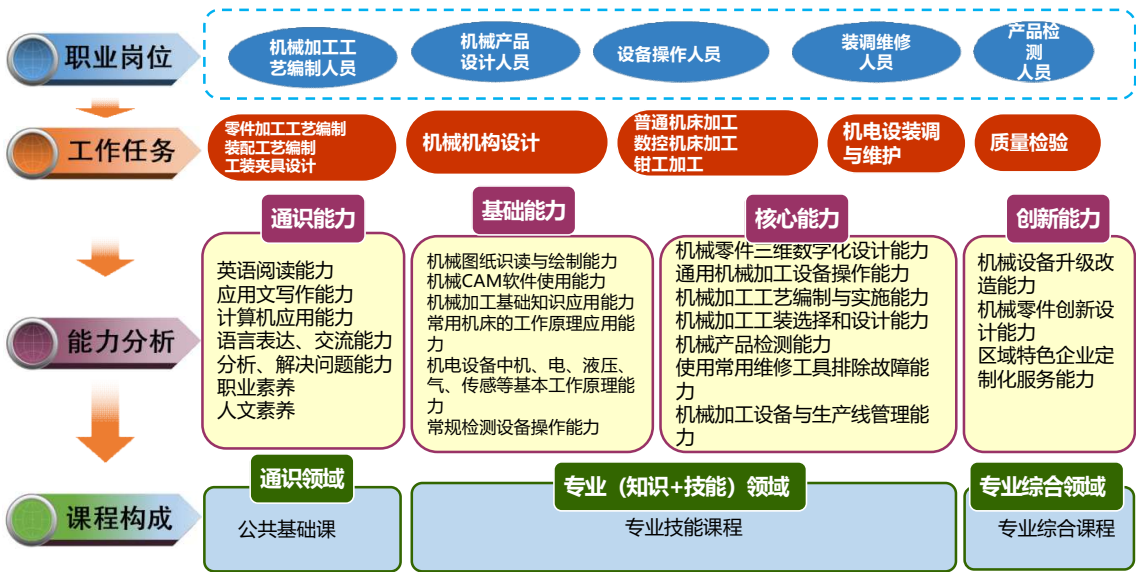 职业岗位
机械加工工
艺编制人员
机械产品
设计人员
设备操作人员
装调维修
人员
产品检
测
人员
工作任务
零件加工工艺编制
装配工艺编制
工装夹具设计
机械机构设计
普通机床加工
数控机床加工
钳工加工
机电设装调
与维护
质量检验
能力分析
通识能力
英语阅读能力
应用文写作能力
计算机应用能力
语言表达、交流能力
分析、解决问题能力
职业素养
人文素养
基础能力
机械图纸识读与绘制能力
机械CAM软件使用能力
机械加工基础知识应用能力
常用机床的工作原理应用能
力
机电设备中机、电、液压、
气、传感等基本工作原理能
力
常规检测设备操作能力
核心能力
机械零件三维数字化设计能力
通用机械加工设备操作能力
机械加工工艺编制与实施能力
机械加工工装选择和设计能力
机械产品检测能力
使用常用维修工具排除故障能
力
机械加工设备与生产线管理能
力
创新能力
机械设备升级改
造能力
机械零件创新设
计能力
区域特色企业定
制化服务能力
课程构成
通识领域
公共基础课
专业（知识+技能）领域
专业技能课程
专业综合领域
专业综合课程